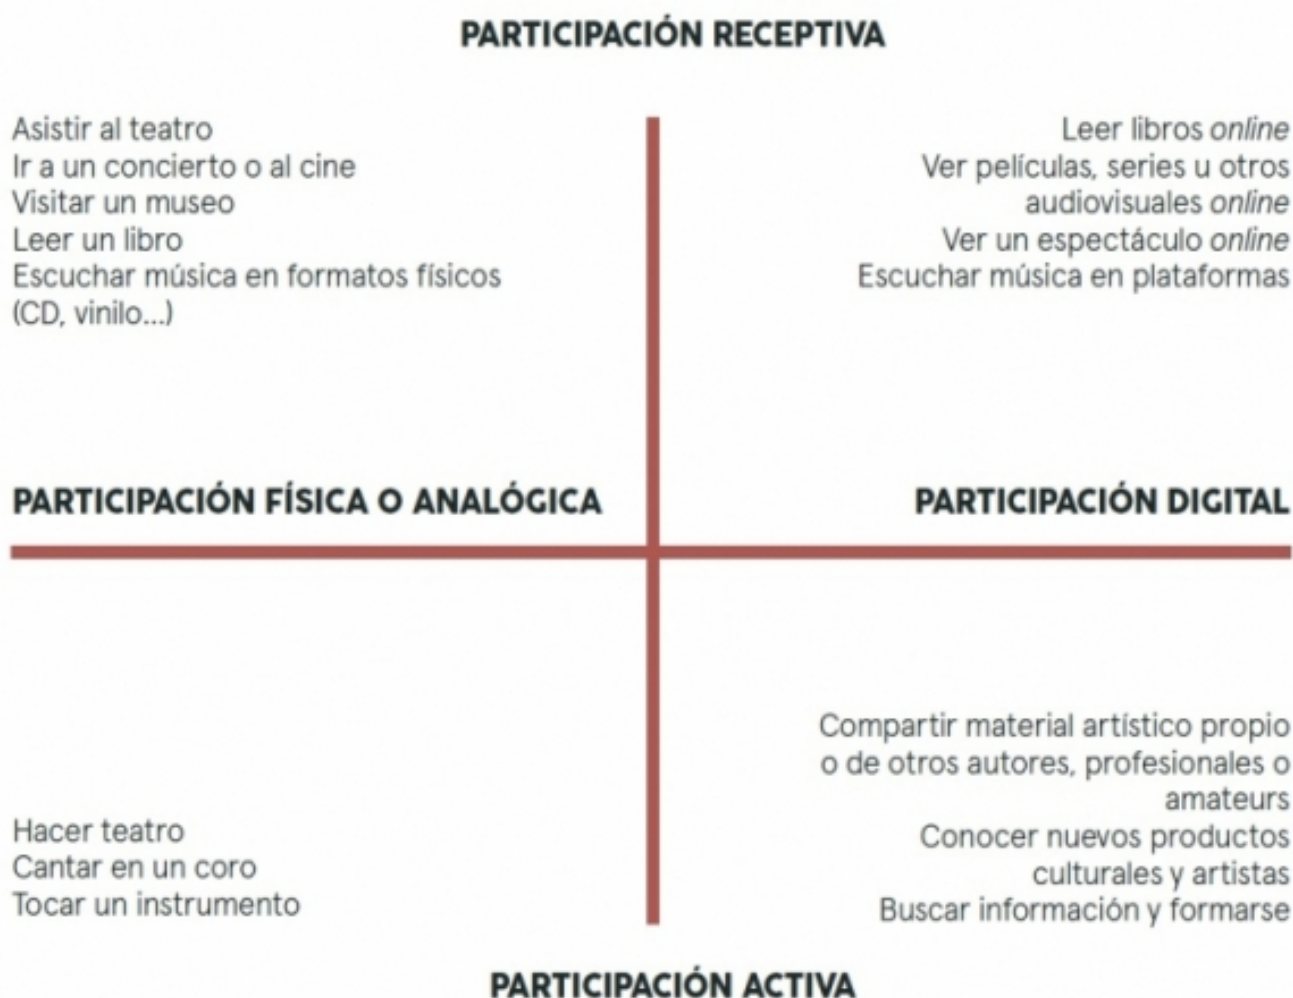 PARTICIPACIÓN RECEPTIVA
Asistir al teatro
Ir a un concierto o al cine
Visitar un museo
Leer un libro
Escuchar música en formatos físicos
(CD, vinilo...)
Leer libros online
Ver películas, series u otros
audiovisuales online
Ver un espectáculo online
Escuchar música en plataformas
PARTICIPACIÓN FÍSICA O ANALÓGICA
PARTICIPACIÓN DIGITAL
Hacer teatro
Cantar en un coro
Tocar un instrumento
Compartir material artístico propio
o de otros autores, profesionales o
amateurs
Conocer nuevos productos
culturales y artistas
Buscar información y formarse
PARTICIPACIÓN ACTIVA